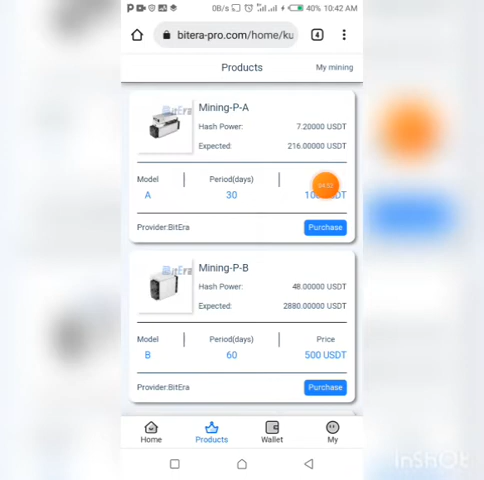 0B/s 40% 10:42 AM
bitera-pro.com/home/ku
4
Products
My mining
BitEra
Mining-P-A
Hash Power: 7.20000 USDT
Expected: 216.00000 USDT
Model Period(days)
04:53
A 30 USDT
Provider:BitEra Purchase
BitEra
Mining-P-B
Hash Power: 48.00000 USDT
Expected: 2880.00000 USDT
Model Period(days) Price
B 60 500 USDT
Provider:BitEra Purchase
Home Products Wallet My
InShOt